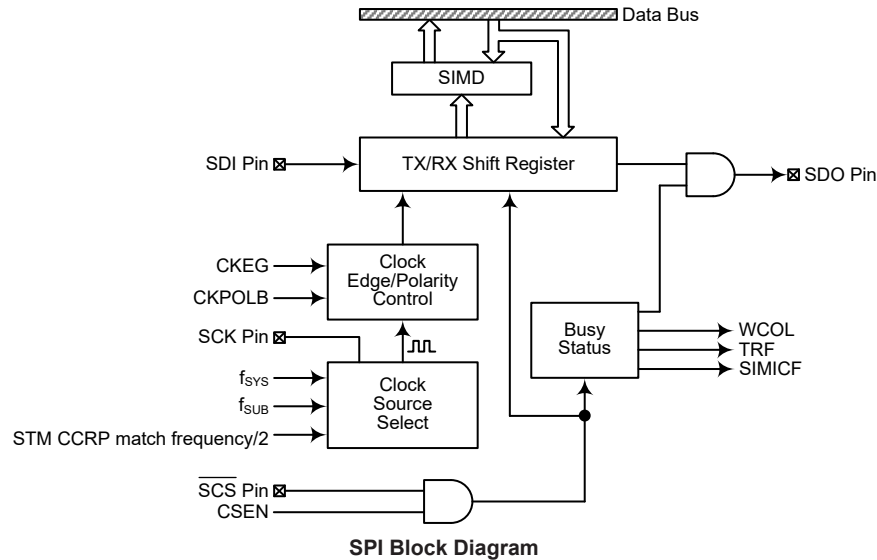 Data Bus
SIMD
SDI Pin
TX/RX Shift Register
SDO Pin
CKEG
CKPOLB
Clock
Edge/Polarity
Control
SCK Pin
Busy
Status
WCOL
TRF
SIMICF
fSYS
fSUB
STM CCRP match frequency/2
Clock
Source
Select
SCS Pin
CSEN
SPI Block Diagram